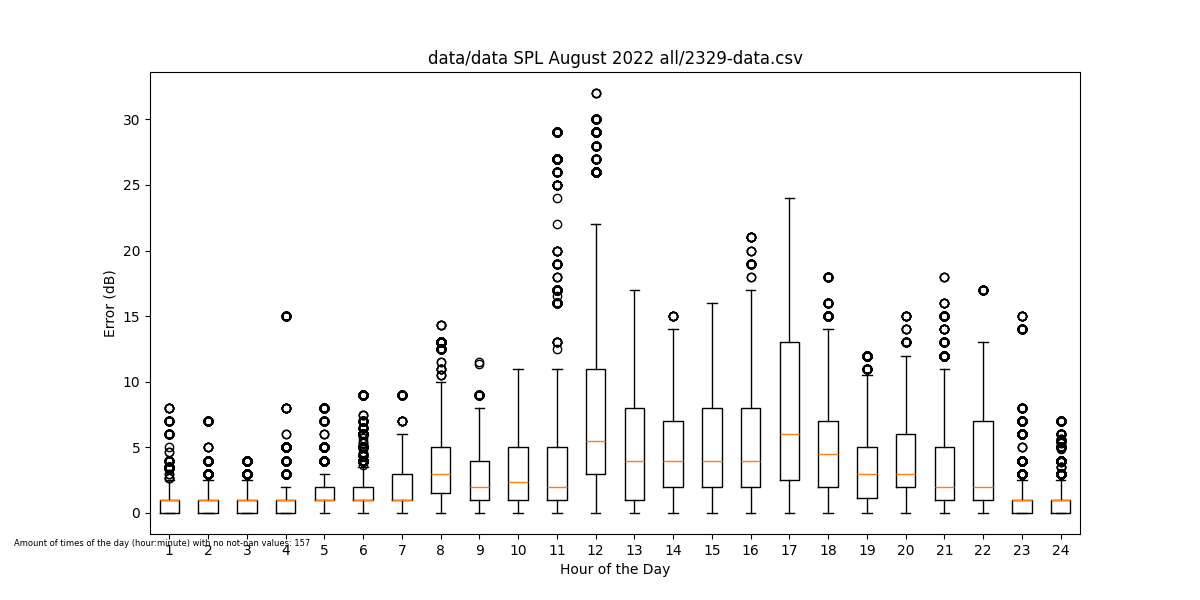 data/data SPL August 2022 all/2329-data.csv
30
25
20
15
10
5
0
Error (dB)
1 2 3 4 5 6 7 8 9 10 11 12 13 14 15 16 17 18 19 20 21 22 23 24
Amount of times of the day (hour:minute) with no not-nan values: 157
Hour of the Day